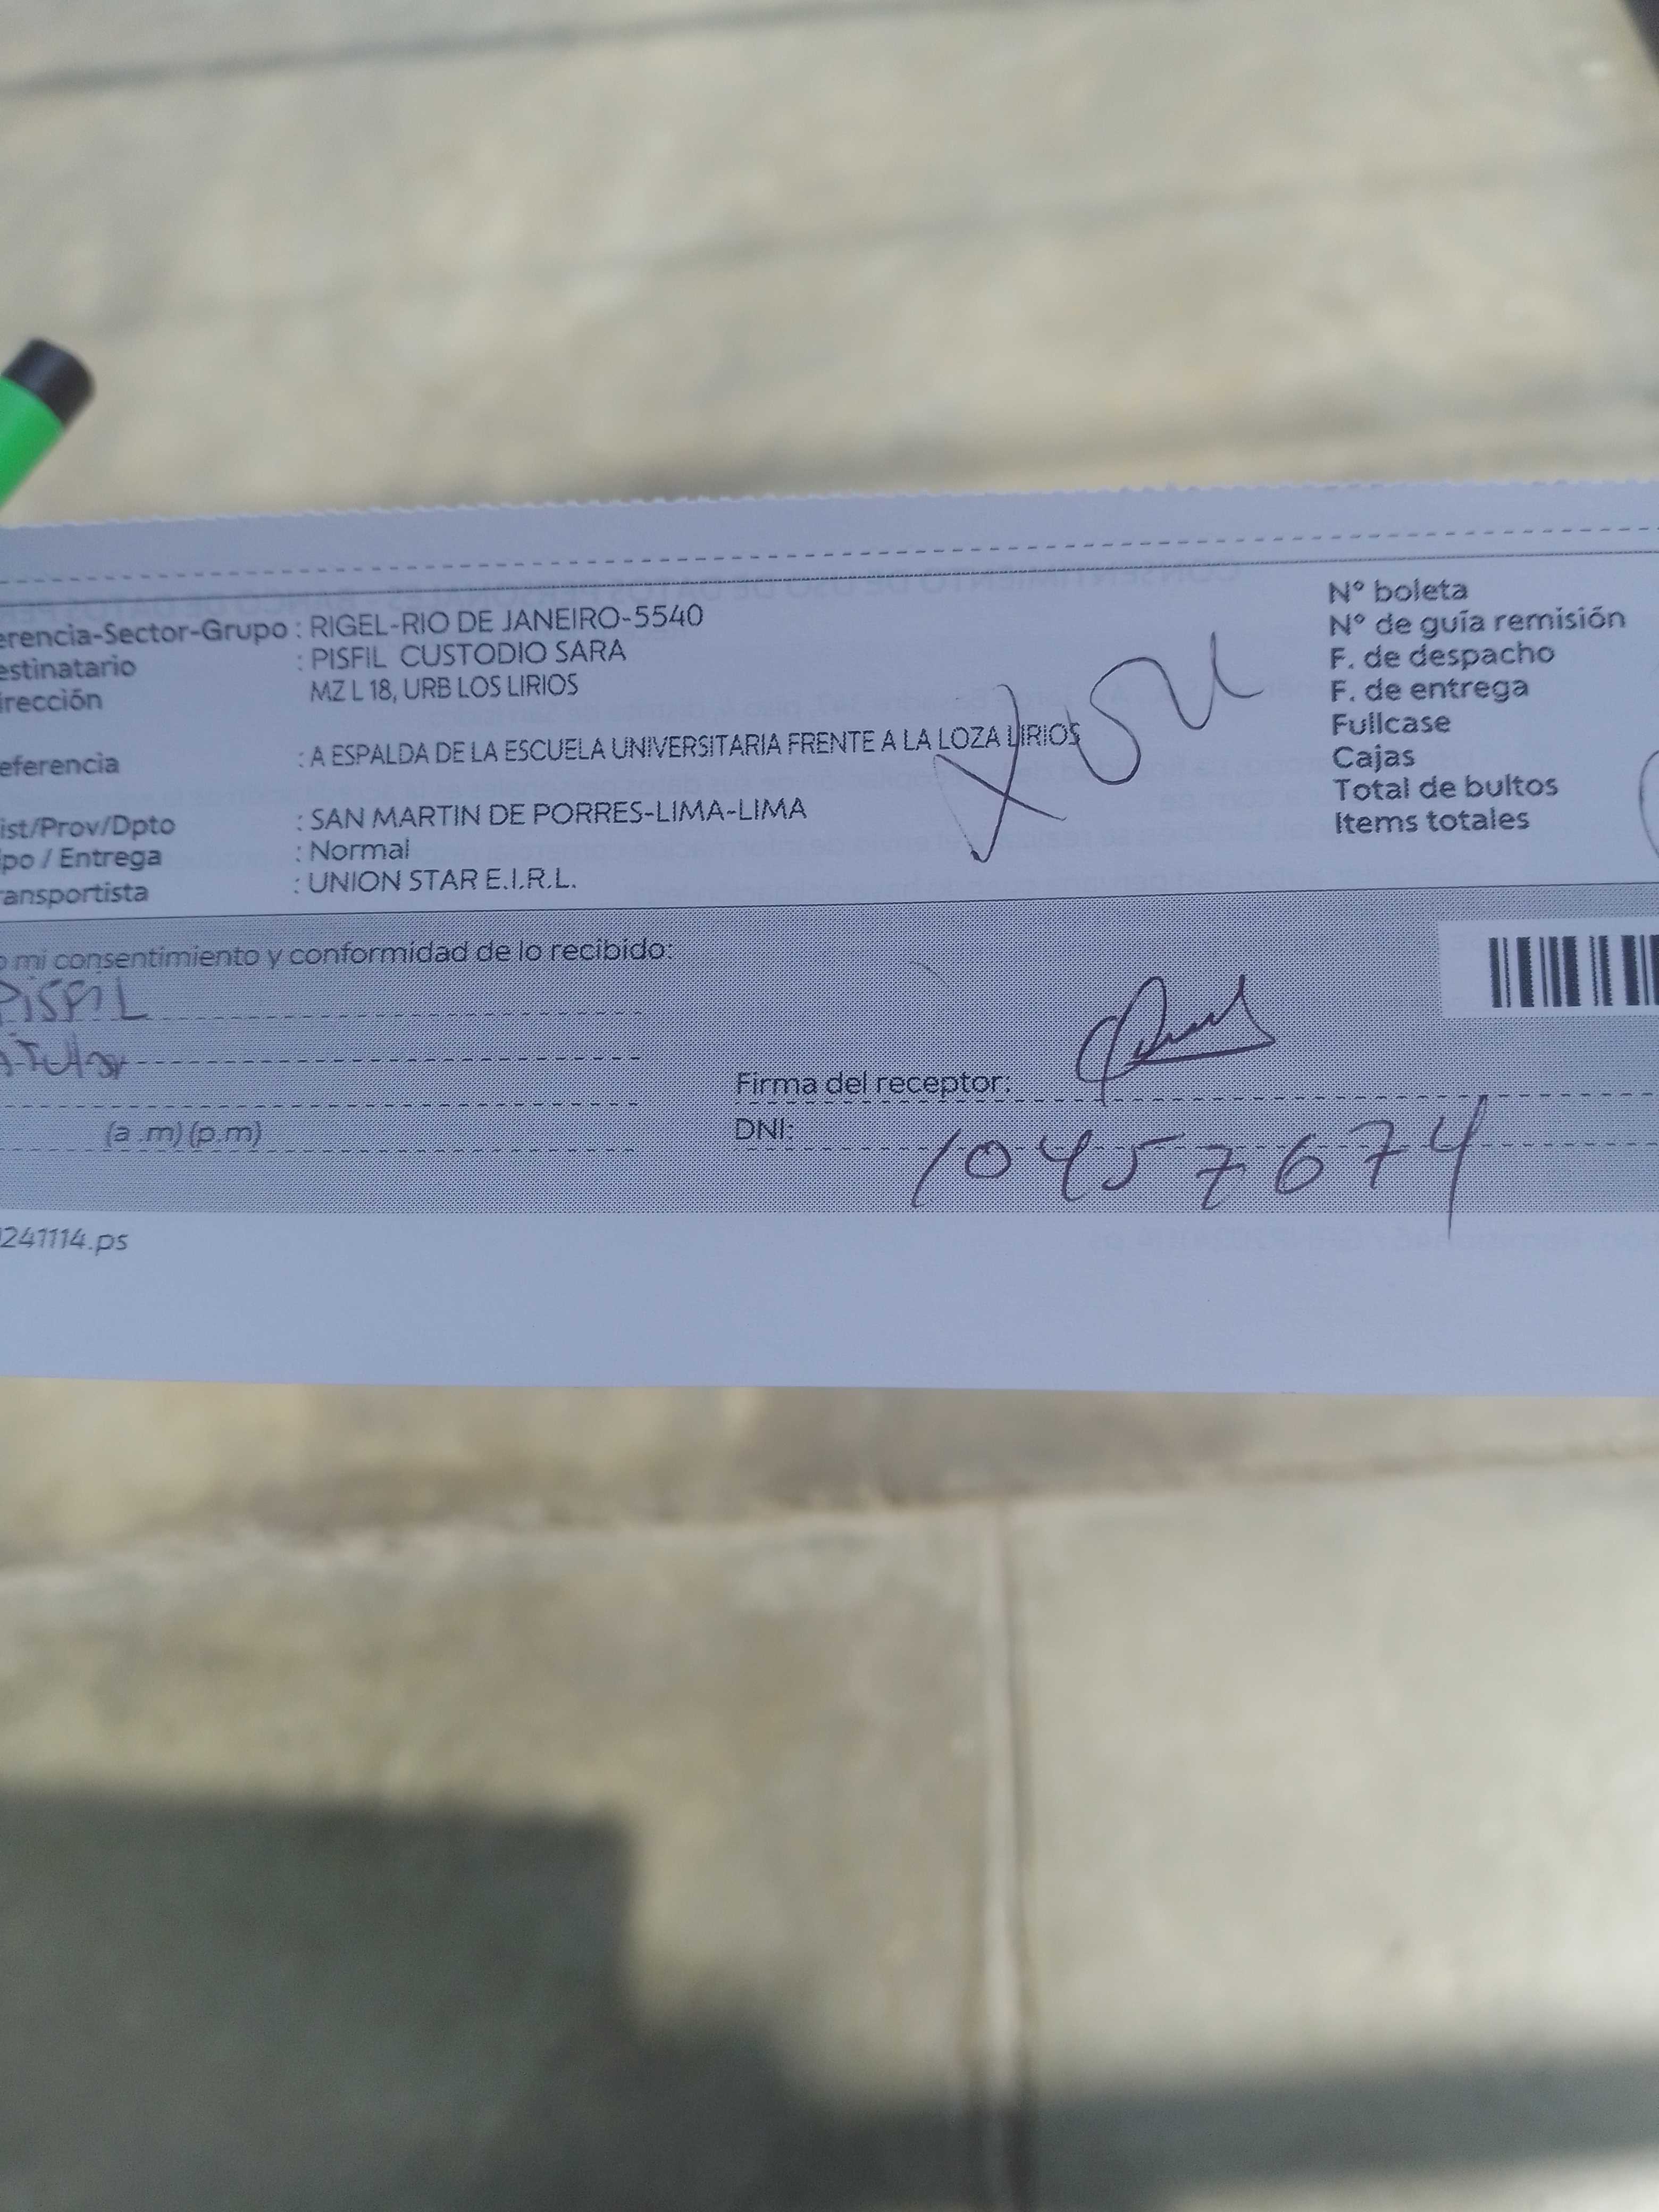 erencia-Sector-Grupo : RIGEL-RIO DE JANEIRO-5540
estinatario : PISFIL CUSTODIO SARA
irección MZ L 18, URB LOS LIRIOS
eferencia : A ESPALDA DE LA ESCUELA UNIVERSITARIA FRENTE A LA LOZA LIRIOS
ist/Prov/Dpto : SAN MARTIN DE PORRES-LIMA-LIMA
ipo / Entrega : Normal
ansportista : UNION STAR E.I.R.L.
N° boleta
N° de guía remisión
F. de despacho
F. de entrega
Fullcase
Cajas
Total de bultos
Items totales
o mi consentimiento y conformidad de lo recibido:
PISFIL
(a .m) (p.m)
Firma del receptor:
DNI: 10457674
241114.ps